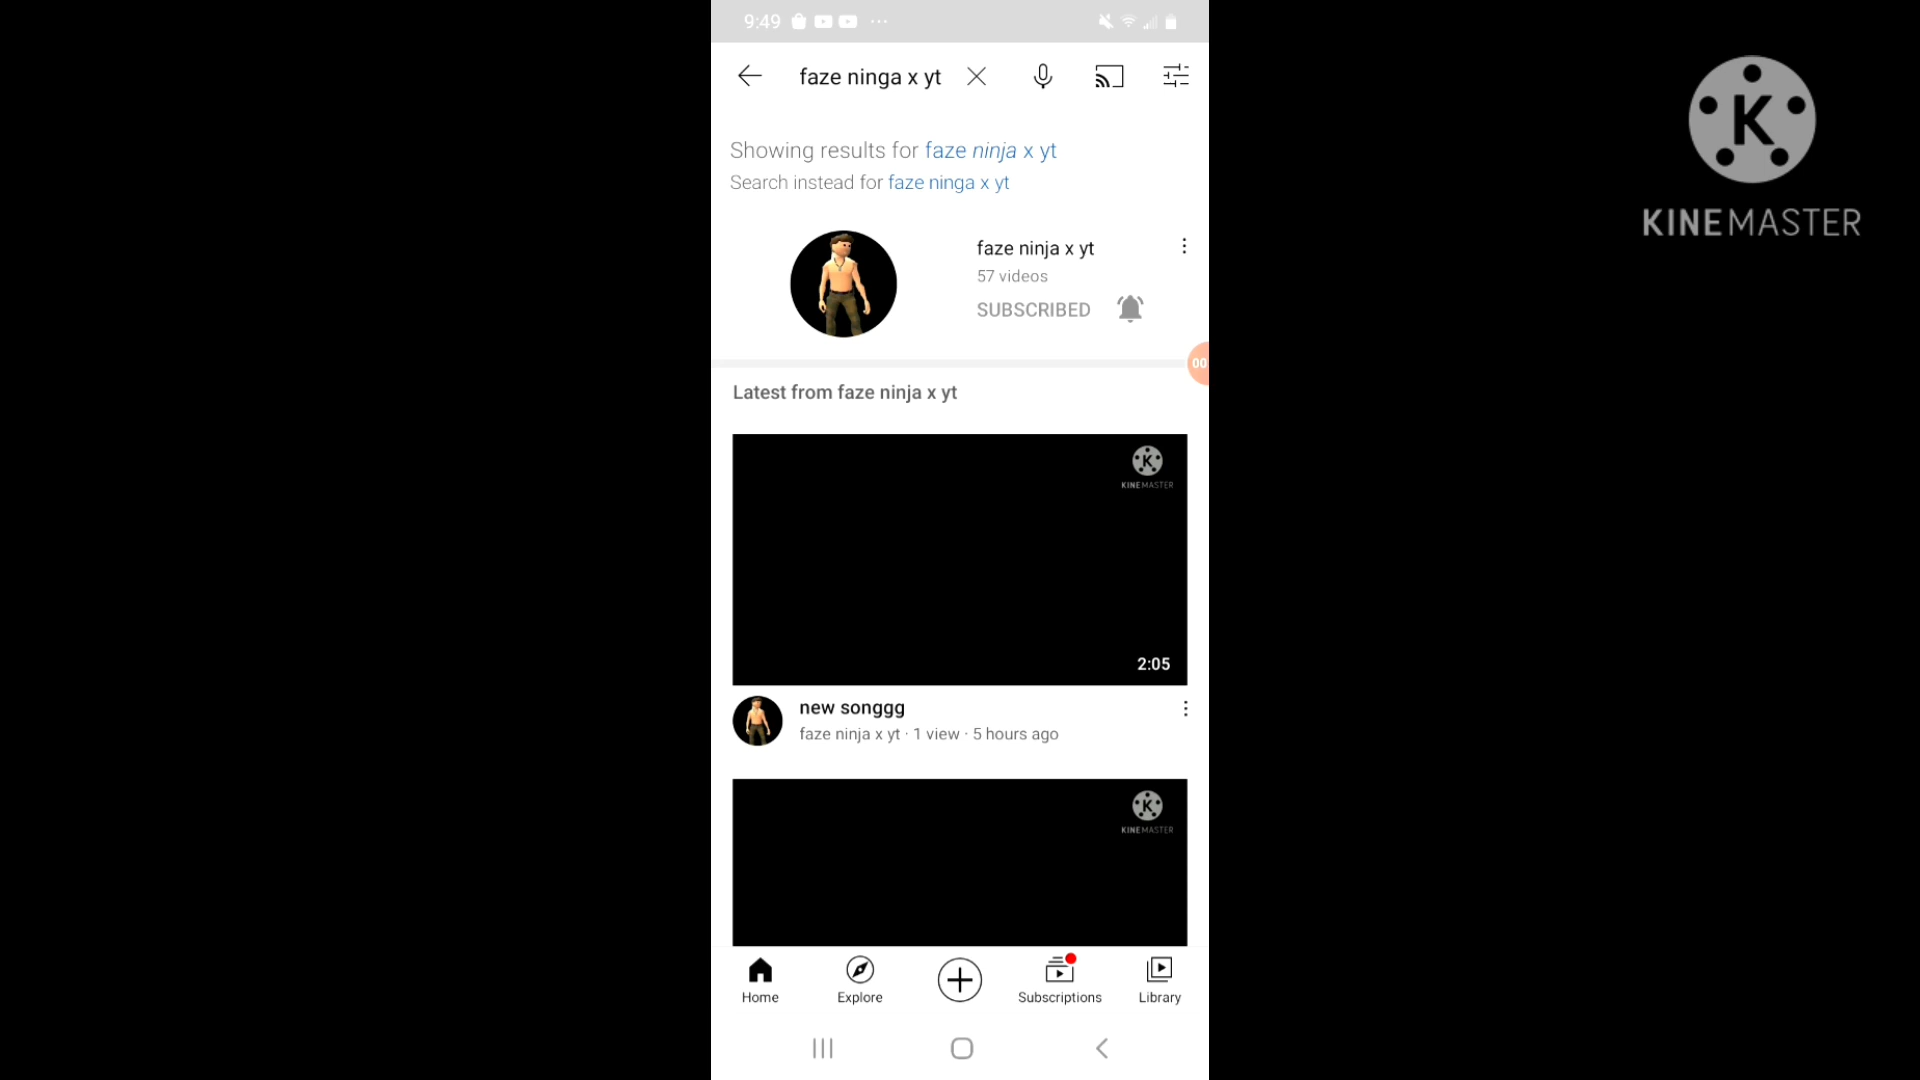 9:49
faze ninga x yt
Showing results for faze ninja x yt
Search instead for faze ninga x yt
faze ninja x yt
57 videos
SUBSCRIBED
00
Latest from faze ninja x yt
K
KINEMASTER
2:05
new songgg
faze ninja x yt · 1 view · 5 hours ago
K
KINEMASTER
Home
Explore
Subscriptions
Library
K
KINEMASTER